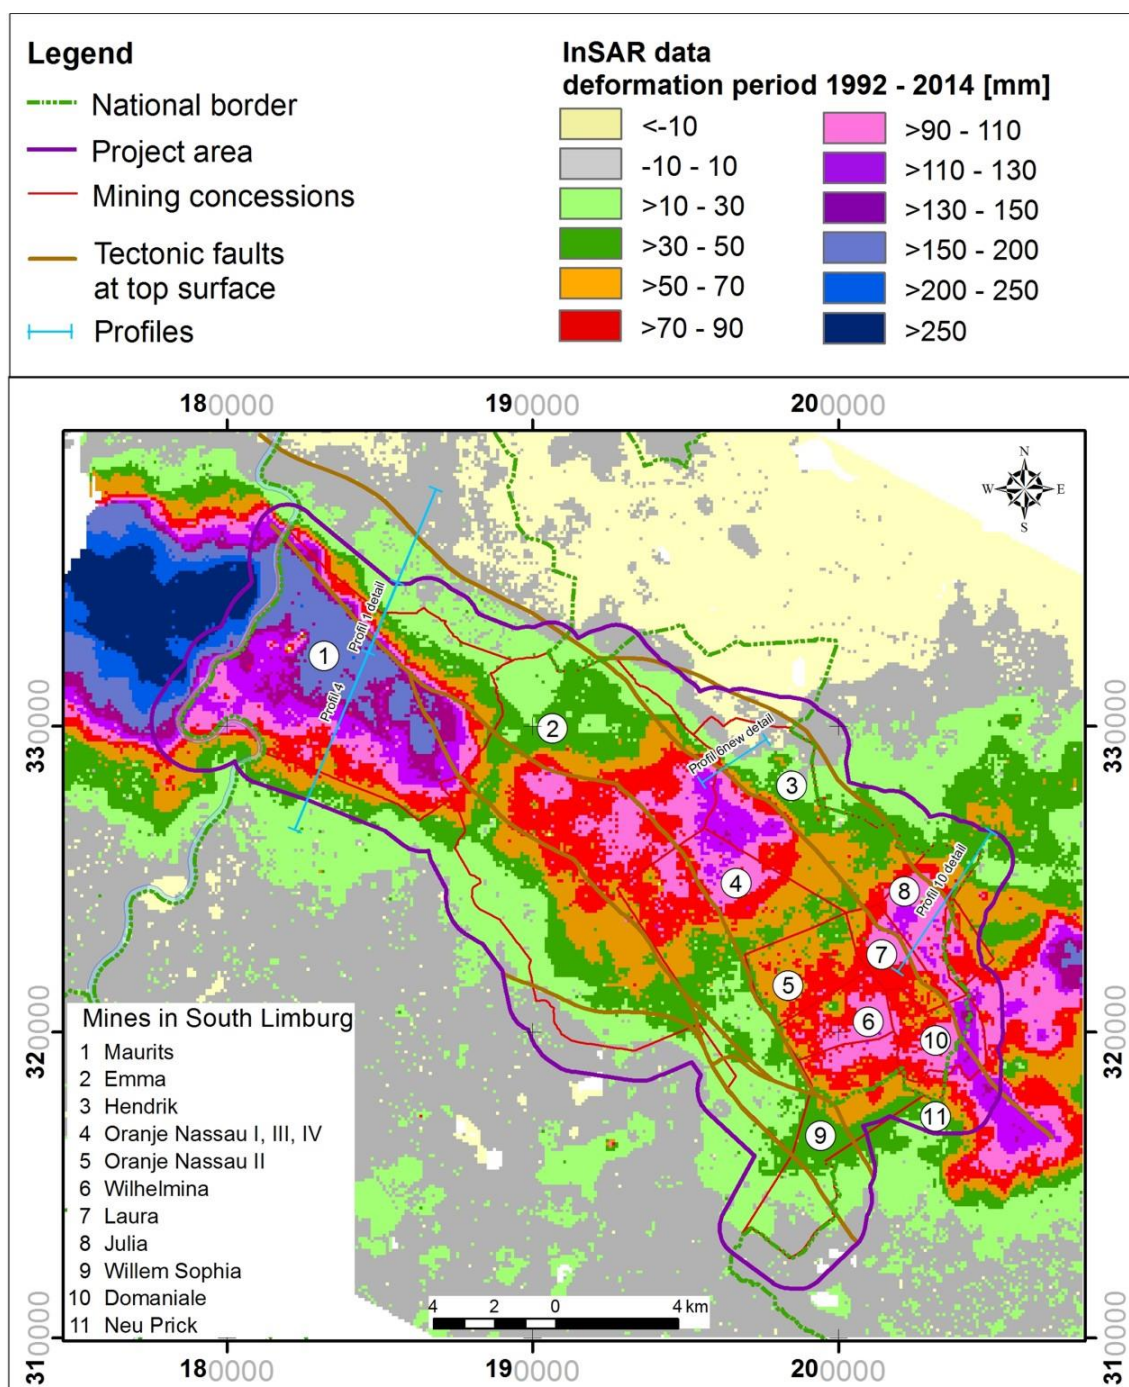 Legend
National border
Project area
Mining concessions
Tectonic faults
at top surface
Profiles
InSAR data
deformation period 1992 - 2014 [mm]
<-10
-10 - 10
>10 - 30
>30 - 50
>50 - 70
>70 - 90
>90 - 110
>110 - 130
>130 - 150
>150 - 200
>200 - 250
>250
180000
190000
200000
N
W
E
S
330000
320000
310000
330000
320000
310000
Profil 1 detail
Profil 4
Profil 6new detail
Profil 10 detail
1
2
3
4
5
6
7
8
9
10
11
Mines in South Limburg
1 Maurits
2 Emma
3 Hendrik
4 Oranje Nassau I, III, IV
5 Oranje Nassau II
6 Wilhelmina
7 Laura
8 Julia
9 Willem Sophia
10 Domaniale
11 Neu Prick
4 2 0 4 km
180000
190000
200000